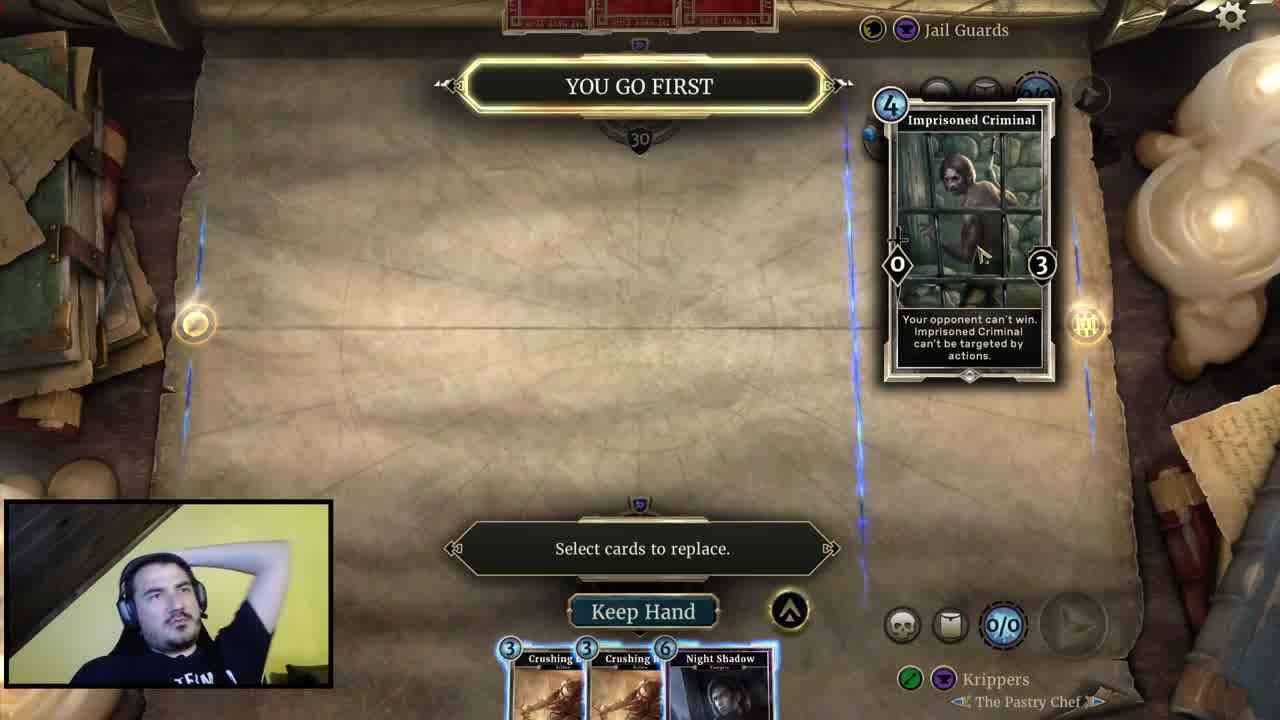 Jail Guards
YOU GO FIRST
30
4
Imprisoned Criminal
0
3
Your opponent can't win.
Imprisoned Criminal
can't be targeted by
actions.
Select cards to replace.
Keep Hand
0/0
3
Crushing
3
Crushing
6
Night Shadow
Krippers
The Pastry Chef